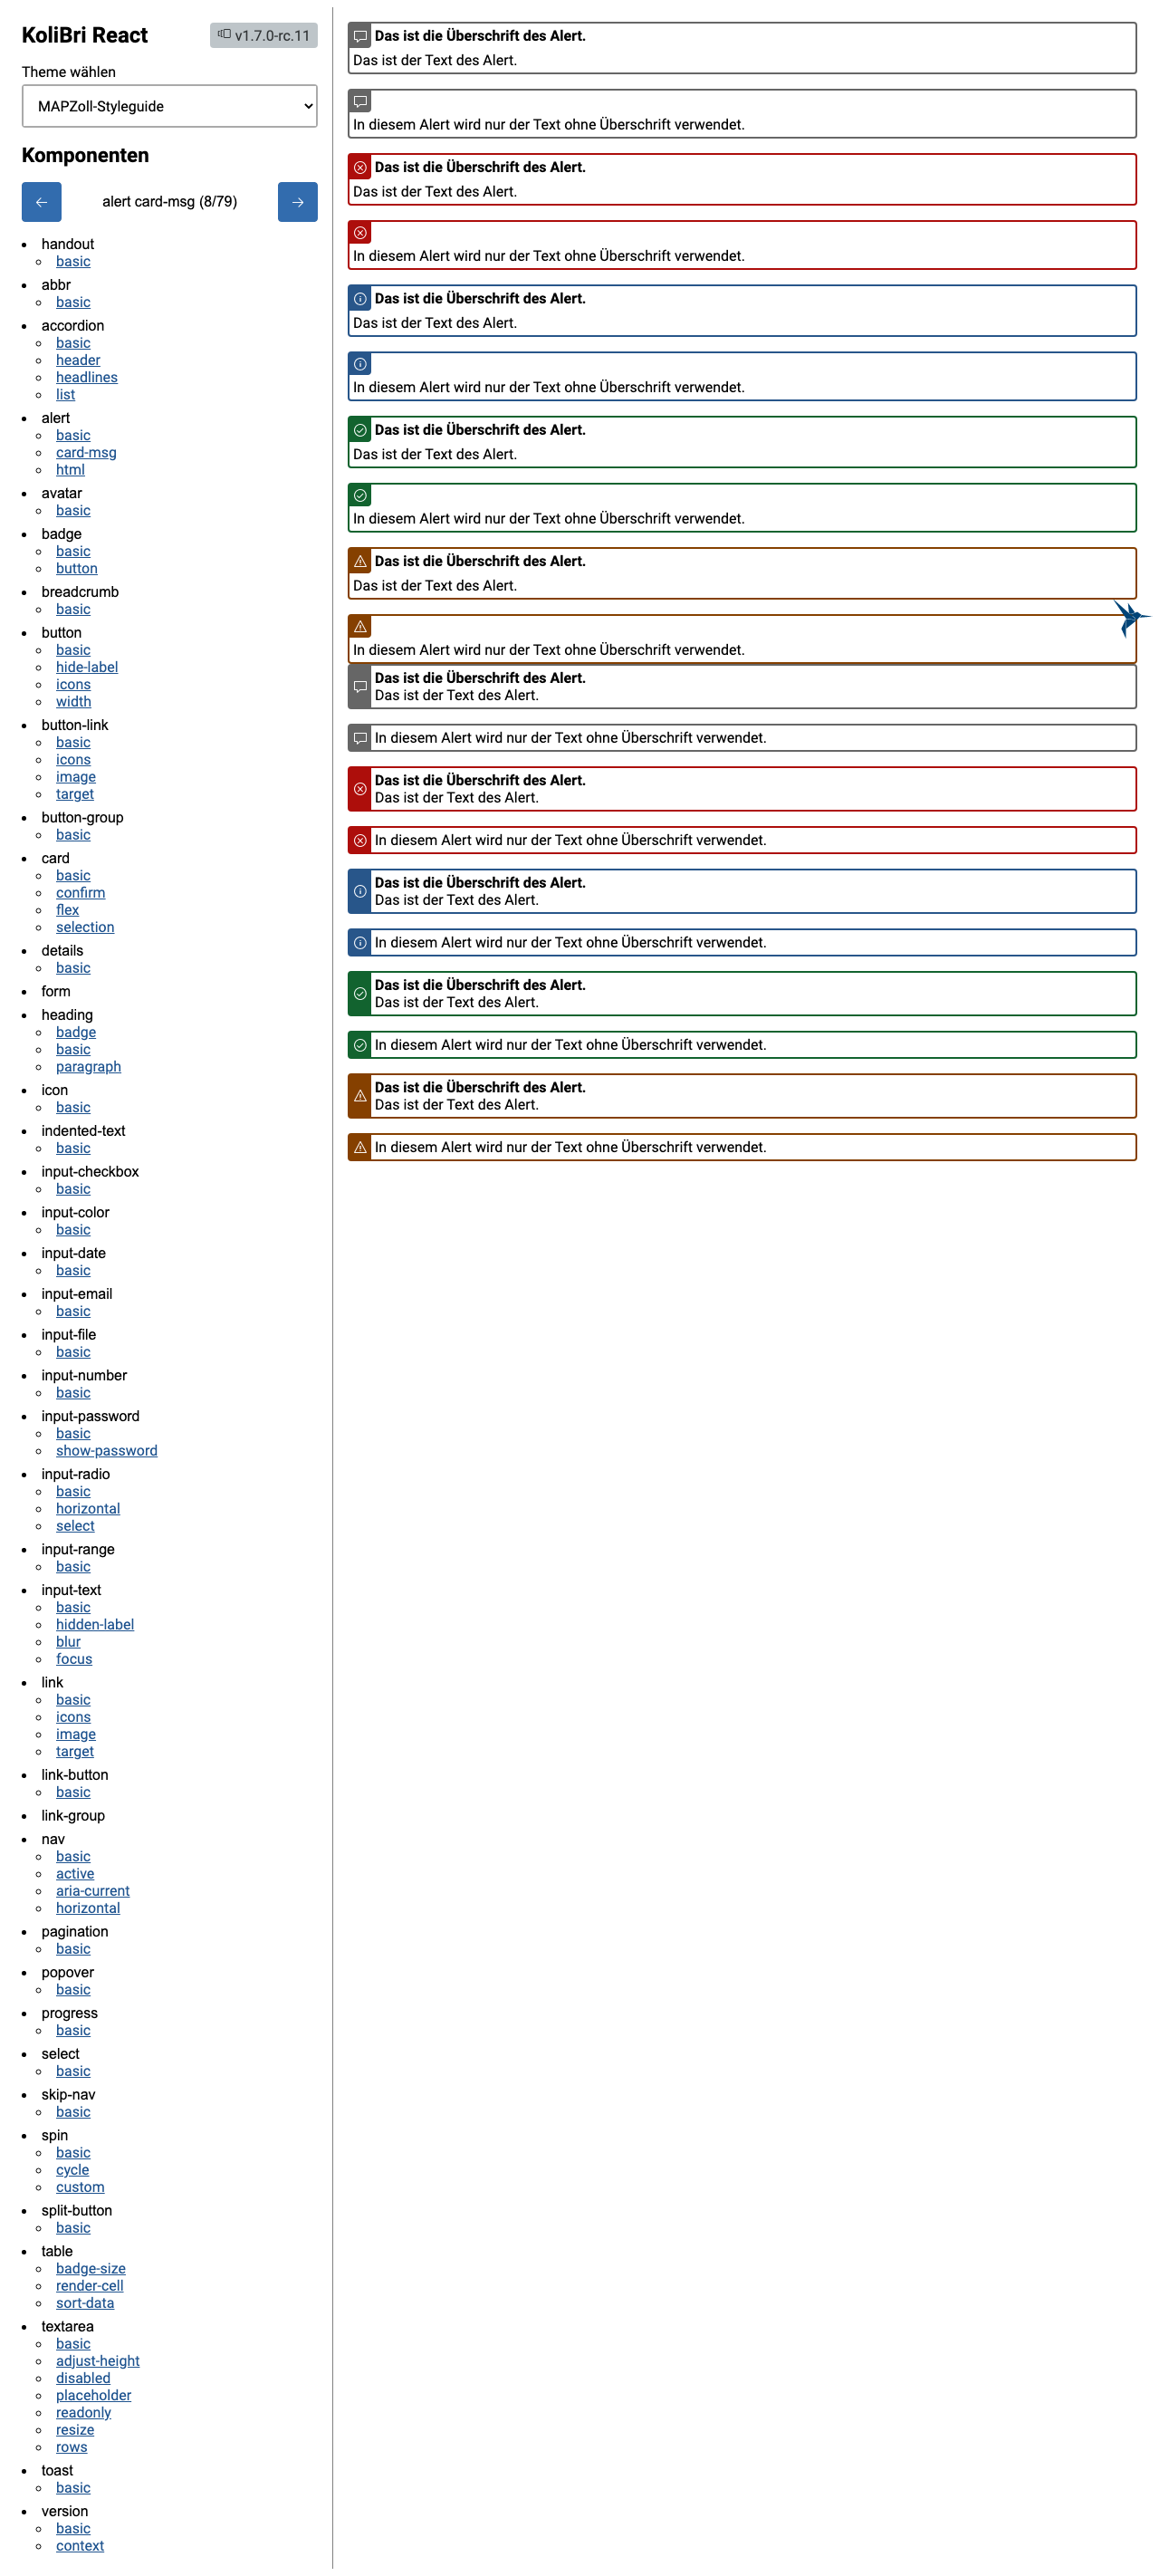 KoliBri React
v1.7.0-rc.11
Theme wählen
MAPZoll-Styleguide
Komponenten
alert card-msg (8/79)
handout
basic
abbr
basic
accordion
basic
header
headlines
list
alert
basic
card-msg
html
avatar
basic
badge
basic
button
breadcrumb
basic
button
basic
hide-label
icons
width
button-link
basic
icons
image
target
button-group
basic
card
basic
confirm
flex
selection
details
basic
form
heading
badge
basic
paragraph
icon
basic
indented-text
basic
input-checkbox
basic
input-color
basic
input-date
basic
input-email
basic
input-file
basic
input-number
basic
input-password
basic
show-password
input-radio
basic
horizontal
select
input-range
basic
input-text
basic
hidden-label
blur
focus
link
basic
icons
image
target
link-button
basic
link-group
nav
basic
active
aria-current
horizontal
pagination
basic
popover
basic
progress
basic
select
basic
skip-nav
basic
spin
basic
cycle
custom
split-button
basic
table
badge-size
render-cell
sort-data
textarea
basic
adjust-height
disabled
placeholder
readonly
resize
rows
toast
basic
version
basic
context
Das ist die Überschrift des Alert.
Das ist der Text des Alert.
In diesem Alert wird nur der Text ohne Überschrift verwendet.
Das ist die Überschrift des Alert.
Das ist der Text des Alert.
In diesem Alert wird nur der Text ohne Überschrift verwendet.
Das ist die Überschrift des Alert.
Das ist der Text des Alert.
In diesem Alert wird nur der Text ohne Überschrift verwendet.
Das ist die Überschrift des Alert.
Das ist der Text des Alert.
In diesem Alert wird nur der Text ohne Überschrift verwendet.
Das ist die Überschrift des Alert.
Das ist der Text des Alert.
In diesem Alert wird nur der Text ohne Überschrift verwendet.
Das ist die Überschrift des Alert.
Das ist der Text des Alert.
In diesem Alert wird nur der Text ohne Überschrift verwendet.
Das ist die Überschrift des Alert.
Das ist der Text des Alert.
In diesem Alert wird nur der Text ohne Überschrift verwendet.
Das ist die Überschrift des Alert.
Das ist der Text des Alert.
In diesem Alert wird nur der Text ohne Überschrift verwendet.
Das ist die Überschrift des Alert.
Das ist der Text des Alert.
In diesem Alert wird nur der Text ohne Überschrift verwendet.
Das ist die Überschrift des Alert.
Das ist der Text des Alert.
In diesem Alert wird nur der Text ohne Überschrift verwendet.